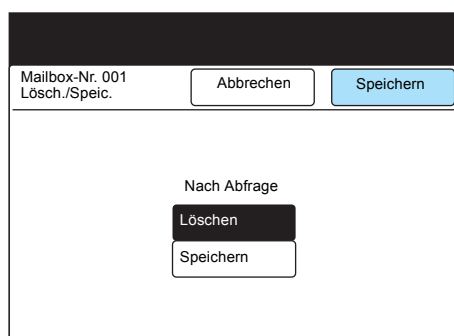 Mailbox-Nr. 001
Lösch./Speic.
Abbrechen
Speichern
Nach Abfrage
Löschen
Speichern